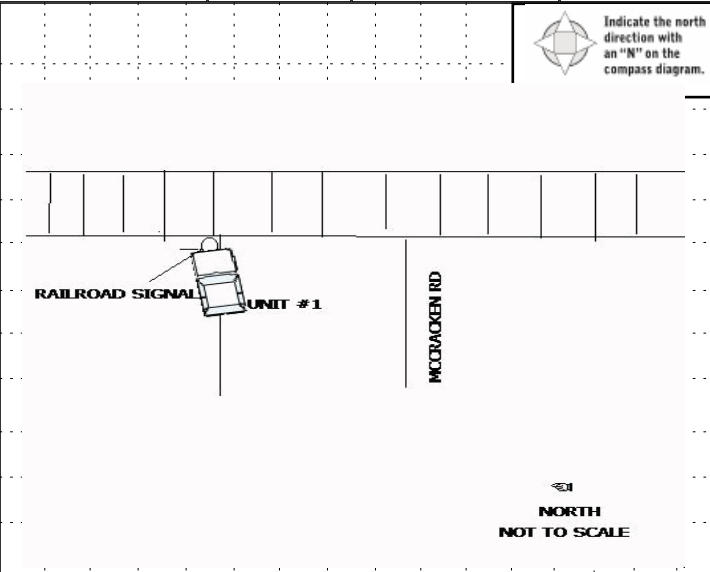 Indicate the north
direction with
an “N” on the
compass diagram.
RAILROAD SIGNAL
UNIT #1
MCCRACKEN RD
NORTH
NOT TO SCALE